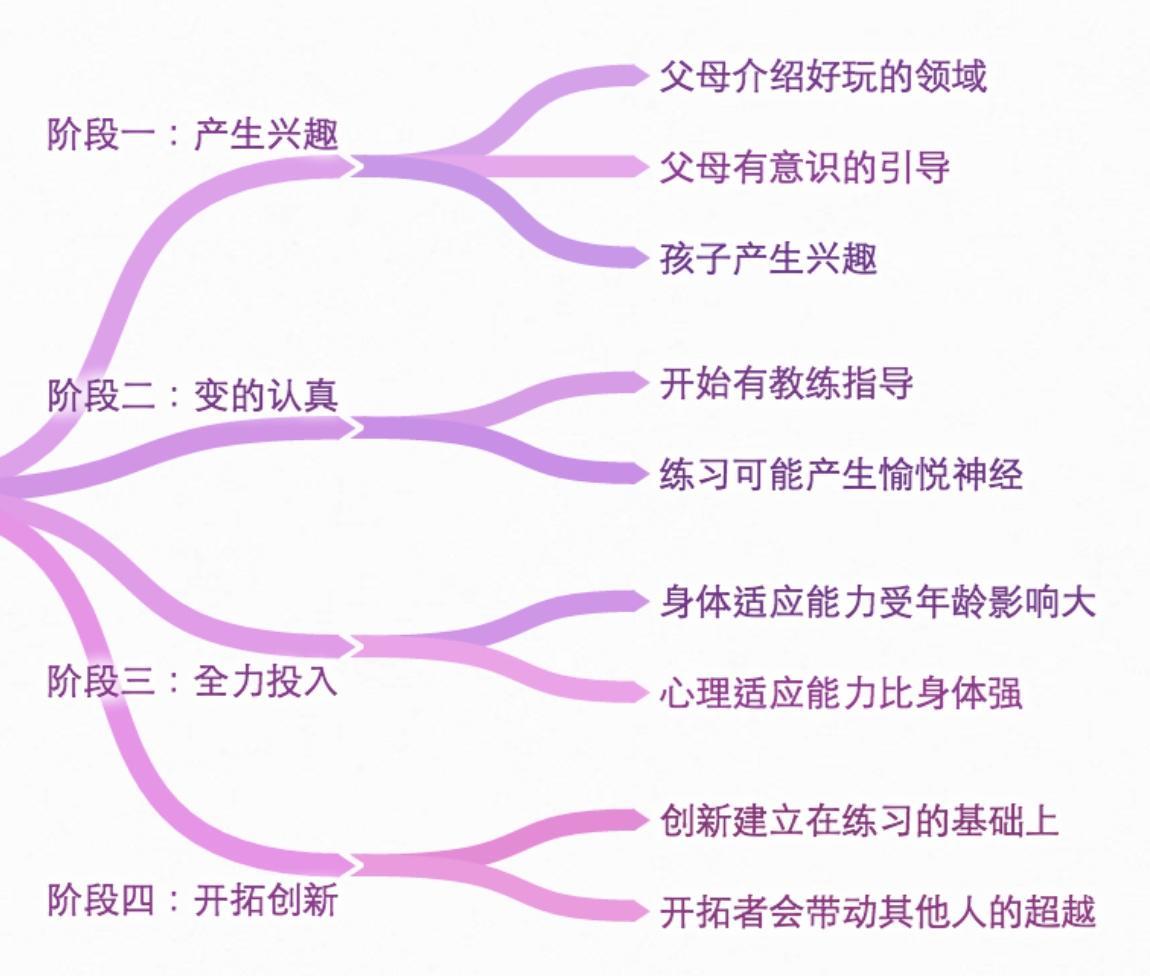 阶段一：产生兴趣
父母介绍好玩的领域
父母有意识的引导
孩子产生兴趣
阶段二：变的认真
开始有教练指导
练习可能产生愉悦神经
阶段三：全力投入
身体适应能力受年龄影响大
心理适应能力比身体强
阶段四：开拓创新
创新建立在练习的基础上
开拓者会带动其他人的超越